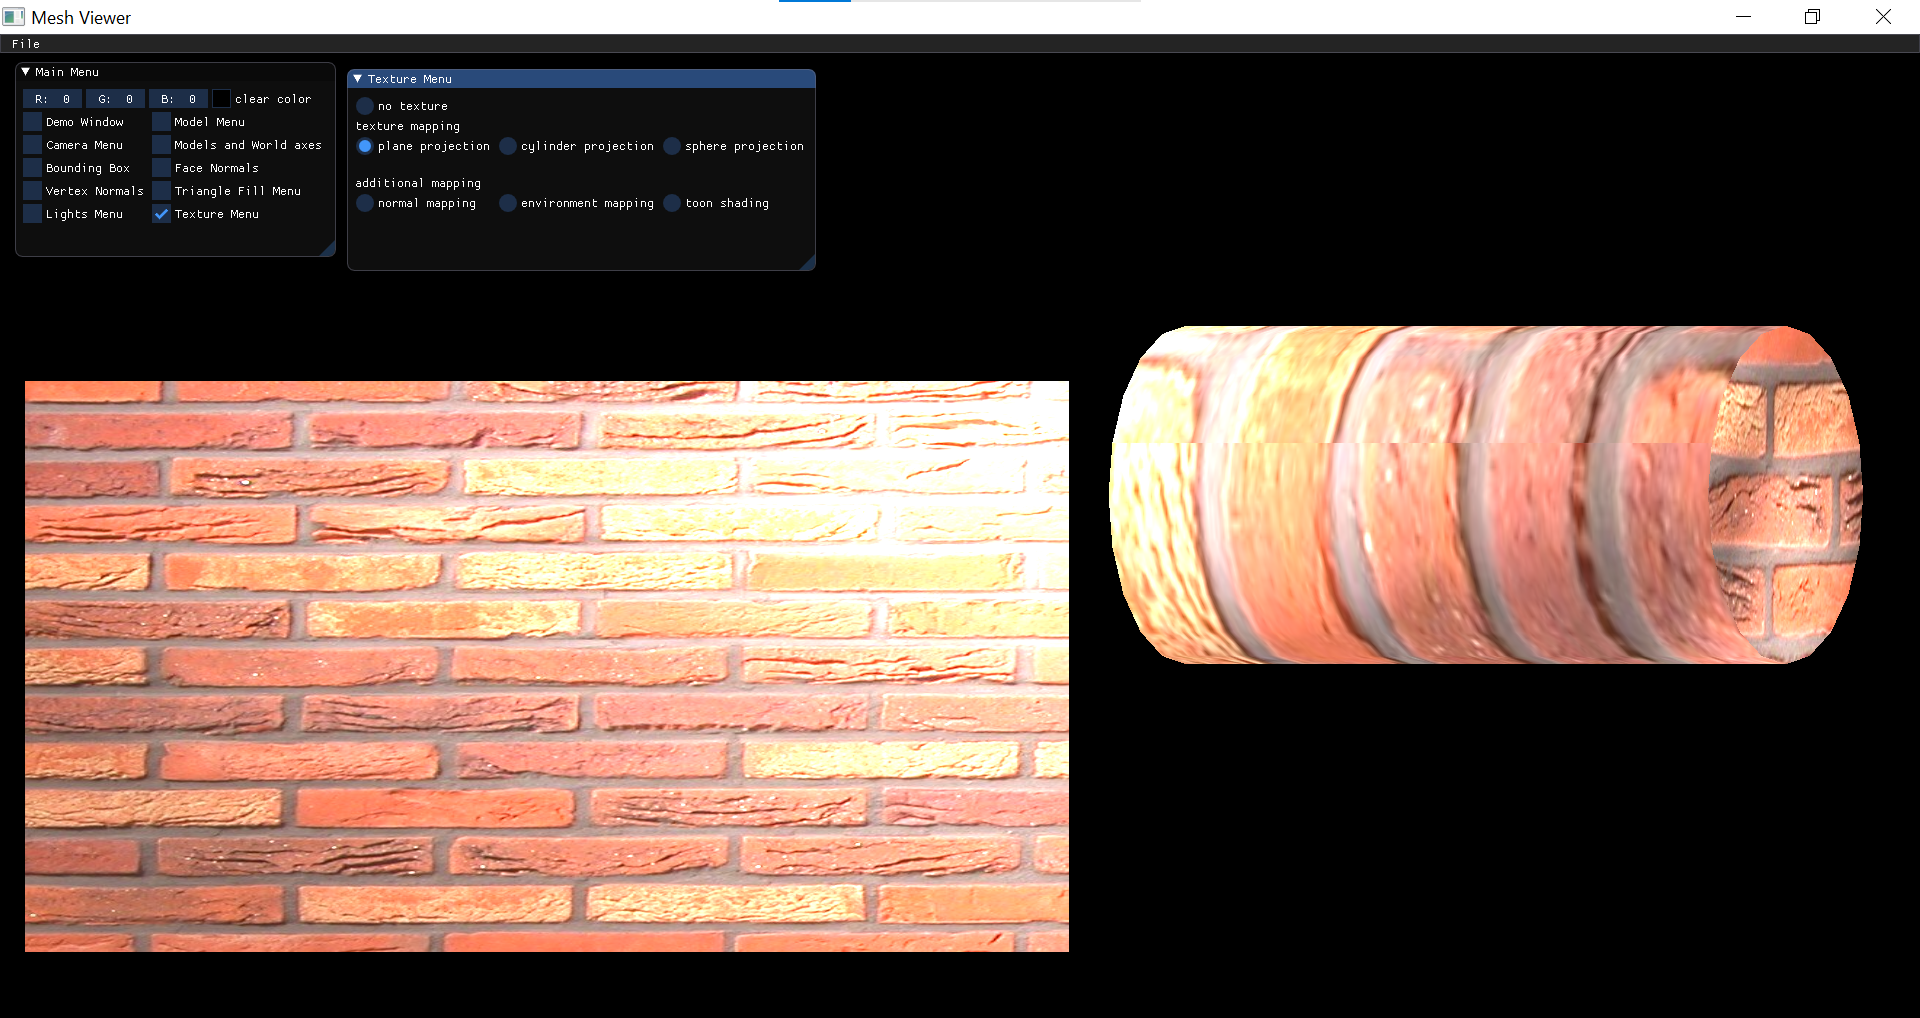 Mesh Viewer
File
Main Menu
R: 0 G: 0 B: 0 clear color
Demo Window Model Menu
Camera Menu Models and World axes
Bounding Box Face Normals
Vertex Normals Triangle Fill Menu
Lights Menu Texture Menu
Texture Menu
no texture
texture mapping
plane projection cylinder projection sphere projection
additional mapping
normal mapping environment mapping toon shading